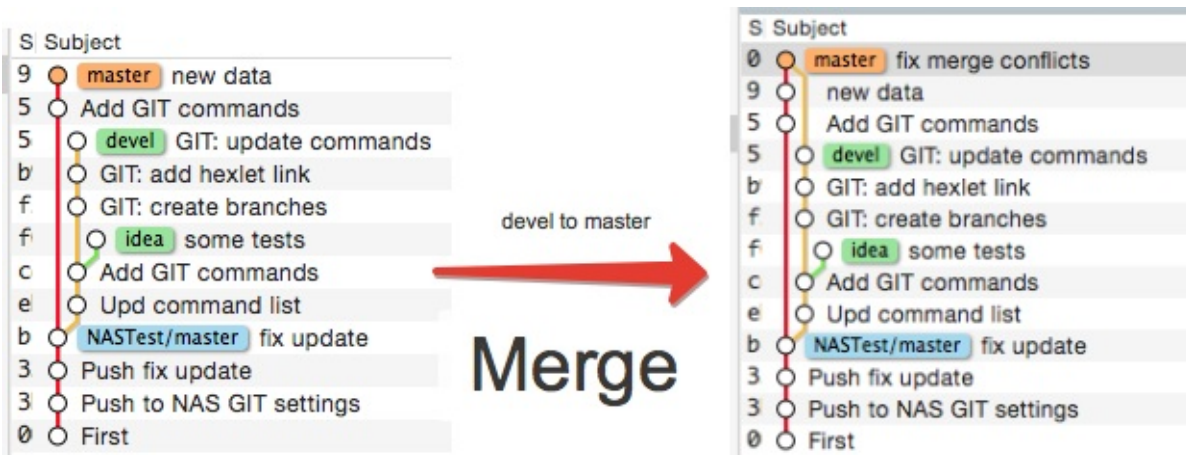 S Subject
9 master new data
5 Add GIT commands
5 devel GIT: update commands
b GIT: add hexlet link
f GIT: create branches
f idea some tests
c Add GIT commands
e Upd command list
b NASTest/master fix update
3 Push fix update
3 Push to NAS GIT settings
0 First
devel to master
Merge
S Subject
0 master fix merge conflicts
9 new data
5 Add GIT commands
5 devel GIT: update commands
b GIT: add hexlet link
f GIT: create branches
f idea some tests
c Add GIT commands
e Upd command list
b NASTest/master fix update
3 Push fix update
3 Push to NAS GIT settings
0 First